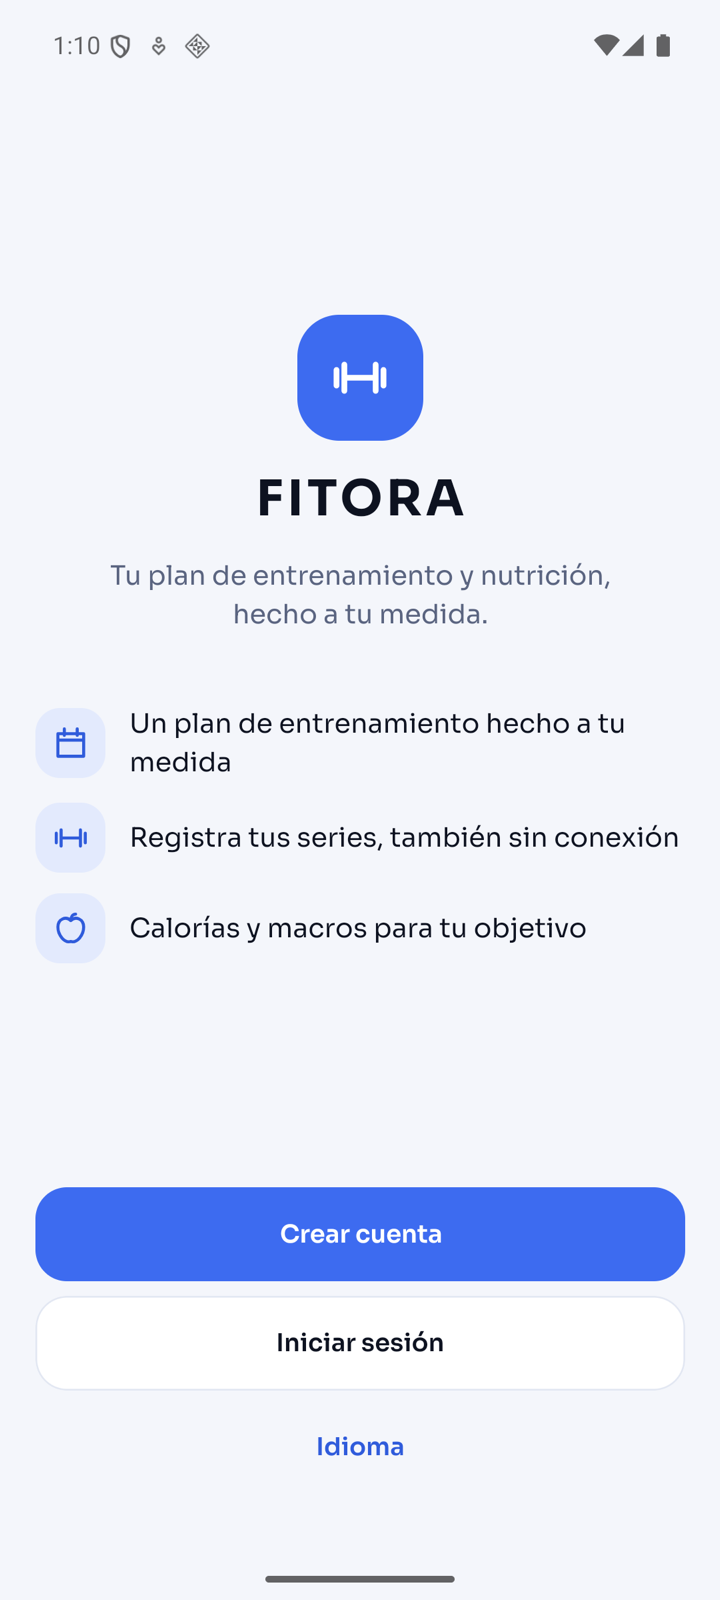 1:10
FITORA
Tu plan de entrenamiento y nutrición,
hecho a tu medida.
Un plan de entrenamiento hecho a tu
medida
Registra tus series, también sin conexión
Calorías y macros para tu objetivo
Crear cuenta
Iniciar sesión
Idioma